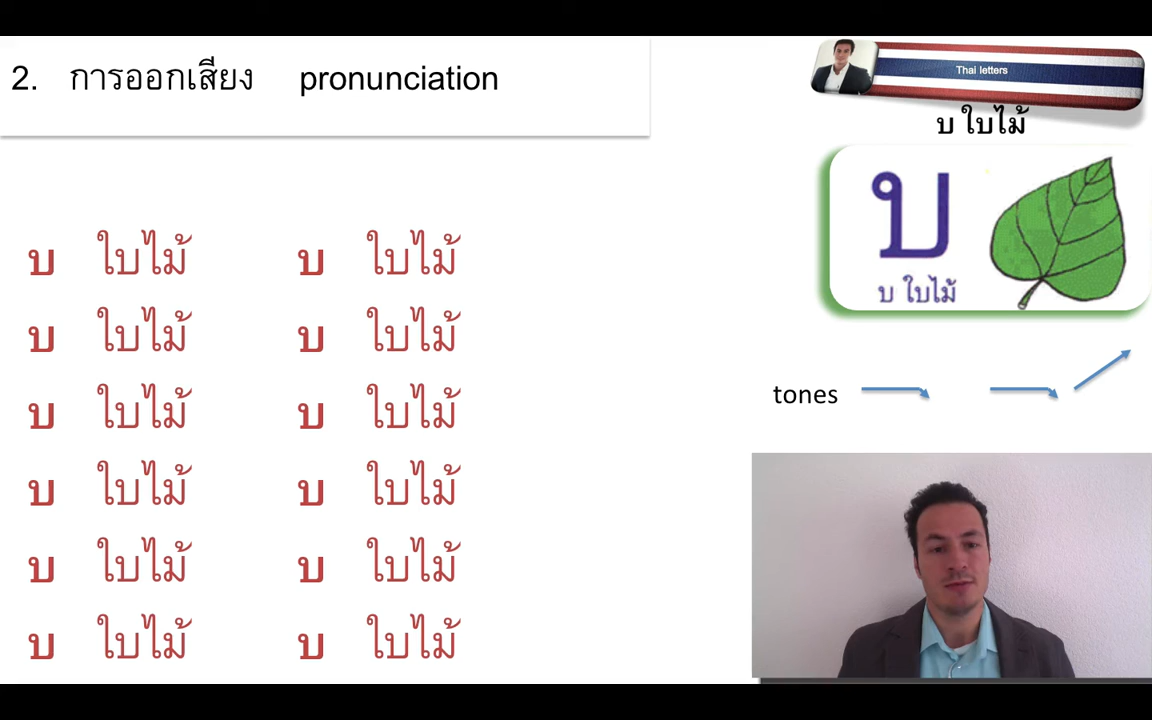 2. การออกเสียง pronunciation
Thai letters
บ ใบไม้
บ
บ ใบไม้
บ ใบไม้ บ ใบไม้
บ ใบไม้ บ ใบไม้
บ ใบไม้ บ ใบไม้
บ ใบไม้ บ ใบไม้
บ ใบไม้ บ ใบไม้
บ ใบไม้ บ ใบไม้
tones